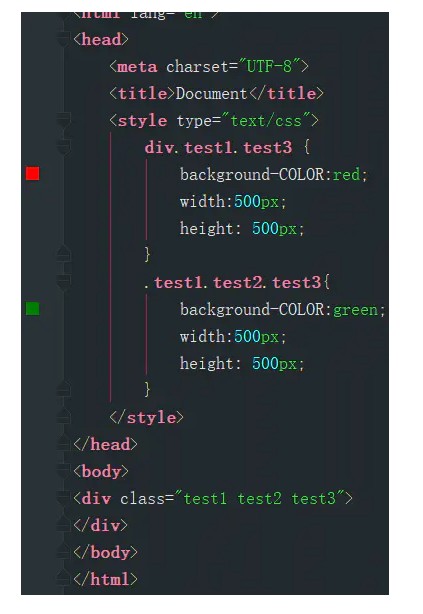 <html lang="en">
<head>
<meta charset="UTF-8">
<title>Document</title>
<style type="text/css">
div.test1.test3 {
background-COLOR:red;
width:500px;
height: 500px;
}
.test1.test2.test3{
background-COLOR:green;
width:500px;
height: 500px;
}
</style>
</head>
<body>
<div class="test1 test2 test3">
</div>
</body>
</html>